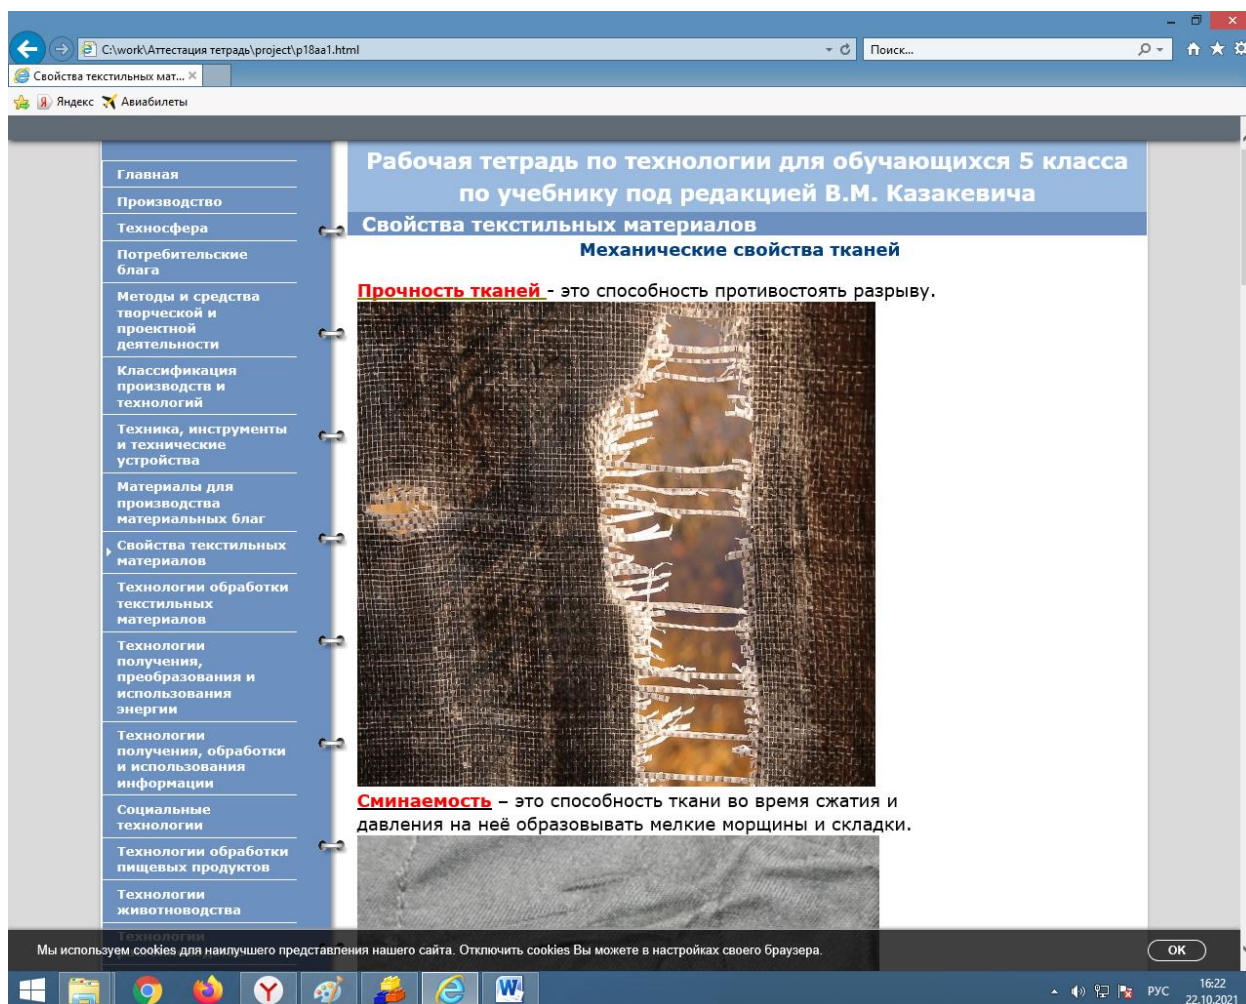 C:\work\Аттестация тетрадь\project\p18aa1.html
Поиск...
Свойства текстильных мат...
Яндекс
Авиабилеты
Главная
Производство
Техносфера
Потребительские
блага
Методы и средства
творческой и
проектной
деятельности
Классификация
производств и
технологий
Техника, инструменты
и технические
устройства
Материалы для
производства
материальных благ
Свойства текстильных
материалов
Технологии обработки
текстильных
материалов
Технологии
получения,
преобразования и
использования
энергии
Технологии
получения, обработки
и использования
информации
Социальные
технологии
Технологии обработки
пищевых продуктов
Технологии
животноводства
Технологии
Рабочая тетрадь по технологии для обучающихся 5 класса
по учебнику под редакцией В.М. Казакевича
Свойства текстильных материалов
Механические свойства тканей
Прочность тканей - это способность противостоять разрыву.
Сминаемость – это способность ткани во время сжатия и
давления на неё образовывать мелкие морщины и складки.
Мы используем cookies для наилучшего представления нашего сайта. Отключить cookies Вы можете в настройках своего браузера.
OK
РУС
16:22
22.10.2021